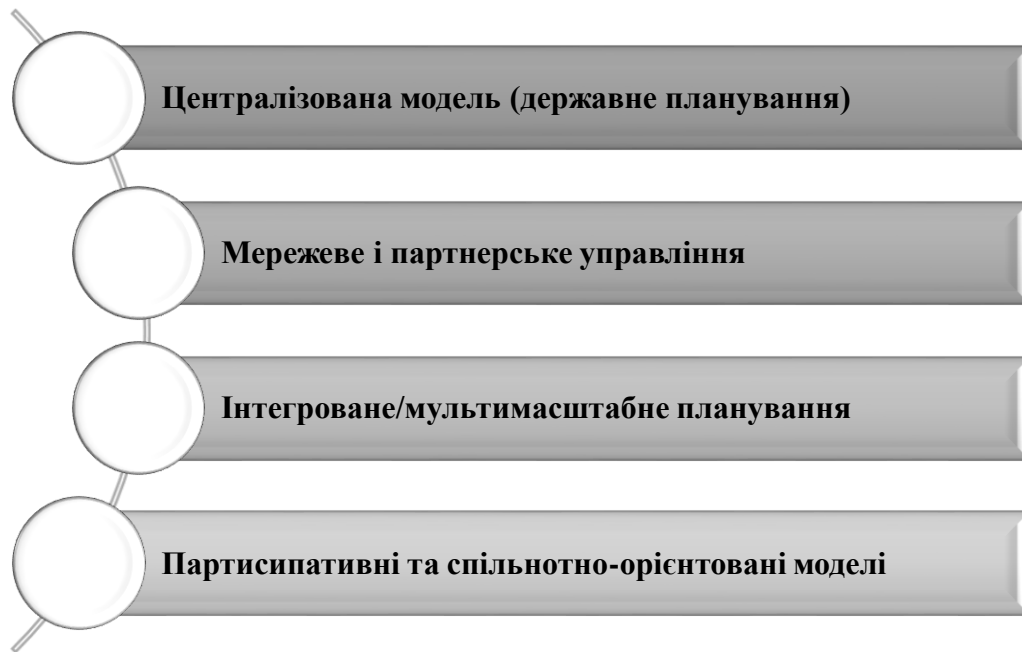 Централізована модель (державне планування)
Мережеве і партнерське управління
Інтегроване/мультимасштабне планування
Партисипативні та спільнотно-орієнтовані моделі